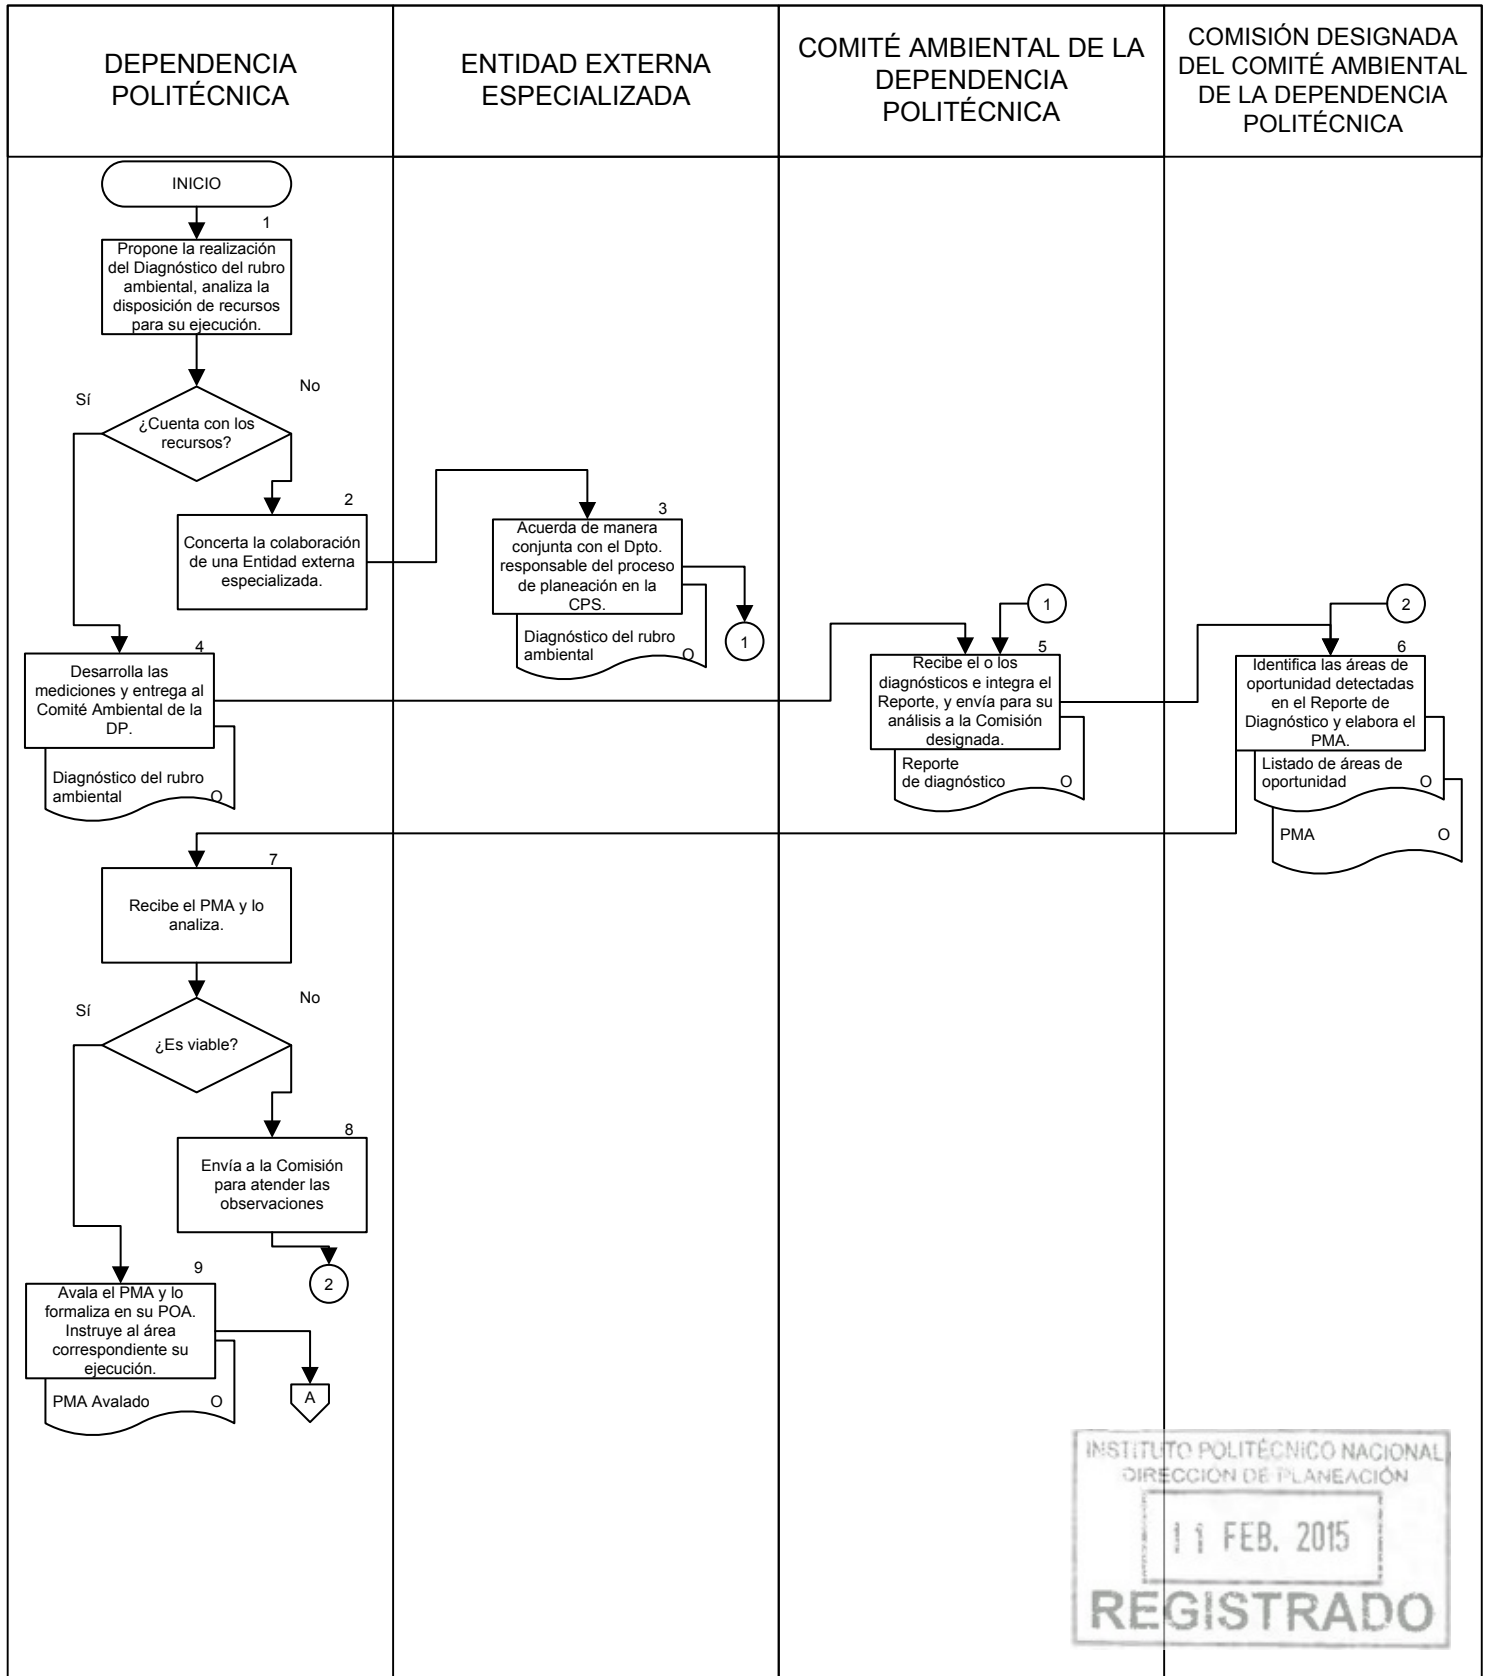 DEPENDENCIA
POLITÉCNICA
ENTIDAD EXTERNA
ESPECIALIZADA
COMITÉ AMBIENTAL DE LA
DEPENDENCIA
POLITÉCNICA
COMISIÓN DESIGNADA
DEL COMITÉ AMBIENTAL
DE LA DEPENDENCIA
POLITÉCNICA
INICIO
1
Propone la realización
del Diagnóstico del rubro
ambiental, analiza la
disposición de recursos
para su ejecución.
Sí
No
¿Cuenta con los
recursos?
2
Concerta la colaboración
de una Entidad externa
especializada.
3
Acuerda de manera
conjunta con el Dpto.
responsable del proceso
de planeación en la
CPS.
Diagnóstico del rubro
ambiental O
1
4
Desarrolla las
mediciones y entrega al
Comité Ambiental de la
DP.
Diagnóstico del rubro
ambiental O
1
5
Recibe el o los
diagnósticos e integra el
Reporte, y envía para su
análisis a la Comisión
designada.
Reporte
de diagnóstico O
2
6
Identifica las áreas de
oportunidad detectadas
en el Reporte de
Diagnóstico y elabora el
PMA.
Listado de áreas de
oportunidad O
PMA O
7
Recibe el PMA y lo
analiza.
Sí
No
¿Es viable?
8
Envía a la Comisión
para atender las
observaciones
2
9
Avala el PMA y lo
formaliza en su POA.
Instruye al área
correspondiente su
ejecución.
PMA Avalado O
A
INSTITUTO POLITÉCNICO NACIONAL
DIRECCIÓN DE PLANEACIÓN
11 FEB. 2015
REGISTRADO